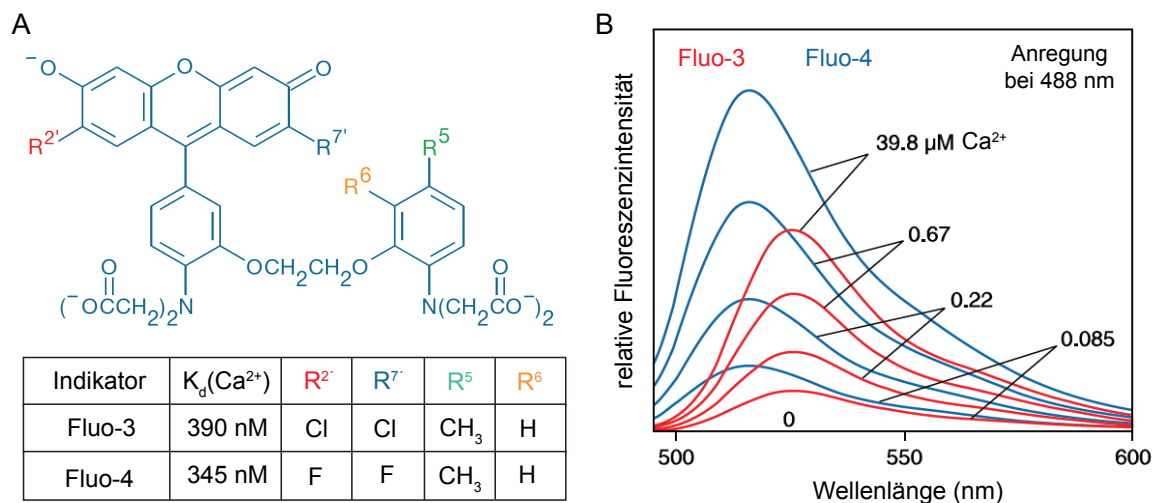 A
⁻O
O
O
R²'
R⁷'
R⁵
R⁶
OCH₂CH₂O
O
O
(⁻OCCH₂)₂N
N(CH₂CO⁻)₂
Indikator K_d(Ca²⁺) R²´ R⁷´ R⁵ R⁶
Fluo-3 390 nM Cl Cl CH₃ H
Fluo-4 345 nM F F CH₃ H
B
Fluo-3 Fluo-4 Anregung
bei 488 nm
39.8 µM Ca²⁺
0.67
0.22
0.085
0
relative Fluoreszenzintensität
500 550 600
Wellenlänge (nm)